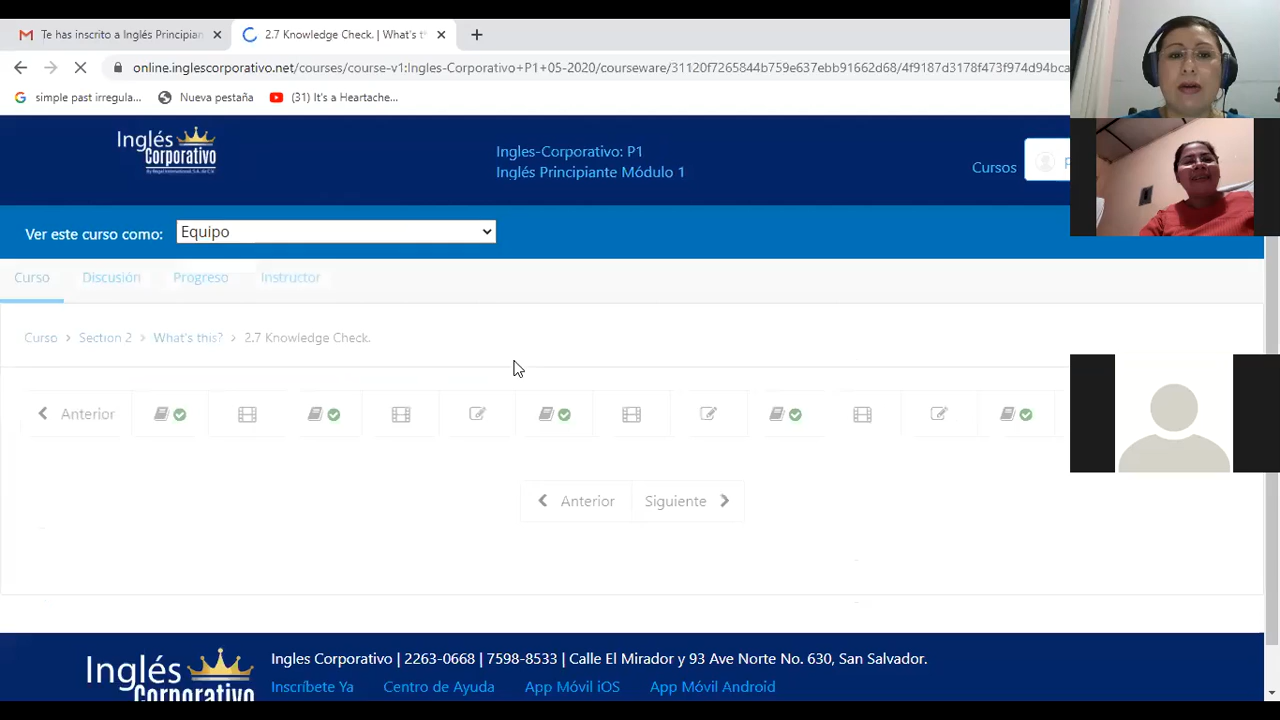 Te has inscrito a Inglés Principian
2.7 Knowledge Check. | What's t
online.inglescorporativo.net/courses/course-v1:Ingles-Corporativo+P1+05-2020/courseware/31120f7265844b759e637ebb91662d68/4f9187d3178f473f974d94bca
simple past irregula...
Nueva pestaña
(31) It's a Heartache...
Inglés
Corporativo
Ingles-Corporativo: P1
Inglés Principiante Módulo 1
Cursos
Ver este curso como:
Equipo
Curso
Discusión
Progreso
Instructor
Curso > Section 2 > What's this? > 2.7 Knowledge Check.
Anterior
Anterior
Siguiente
Inglés
Corporativo
Ingles Corporativo | 2263-0668 | 7598-8533 | Calle El Mirador y 93 Ave Norte No. 630, San Salvador.
Inscríbete Ya
Centro de Ayuda
App Móvil iOS
App Móvil Android